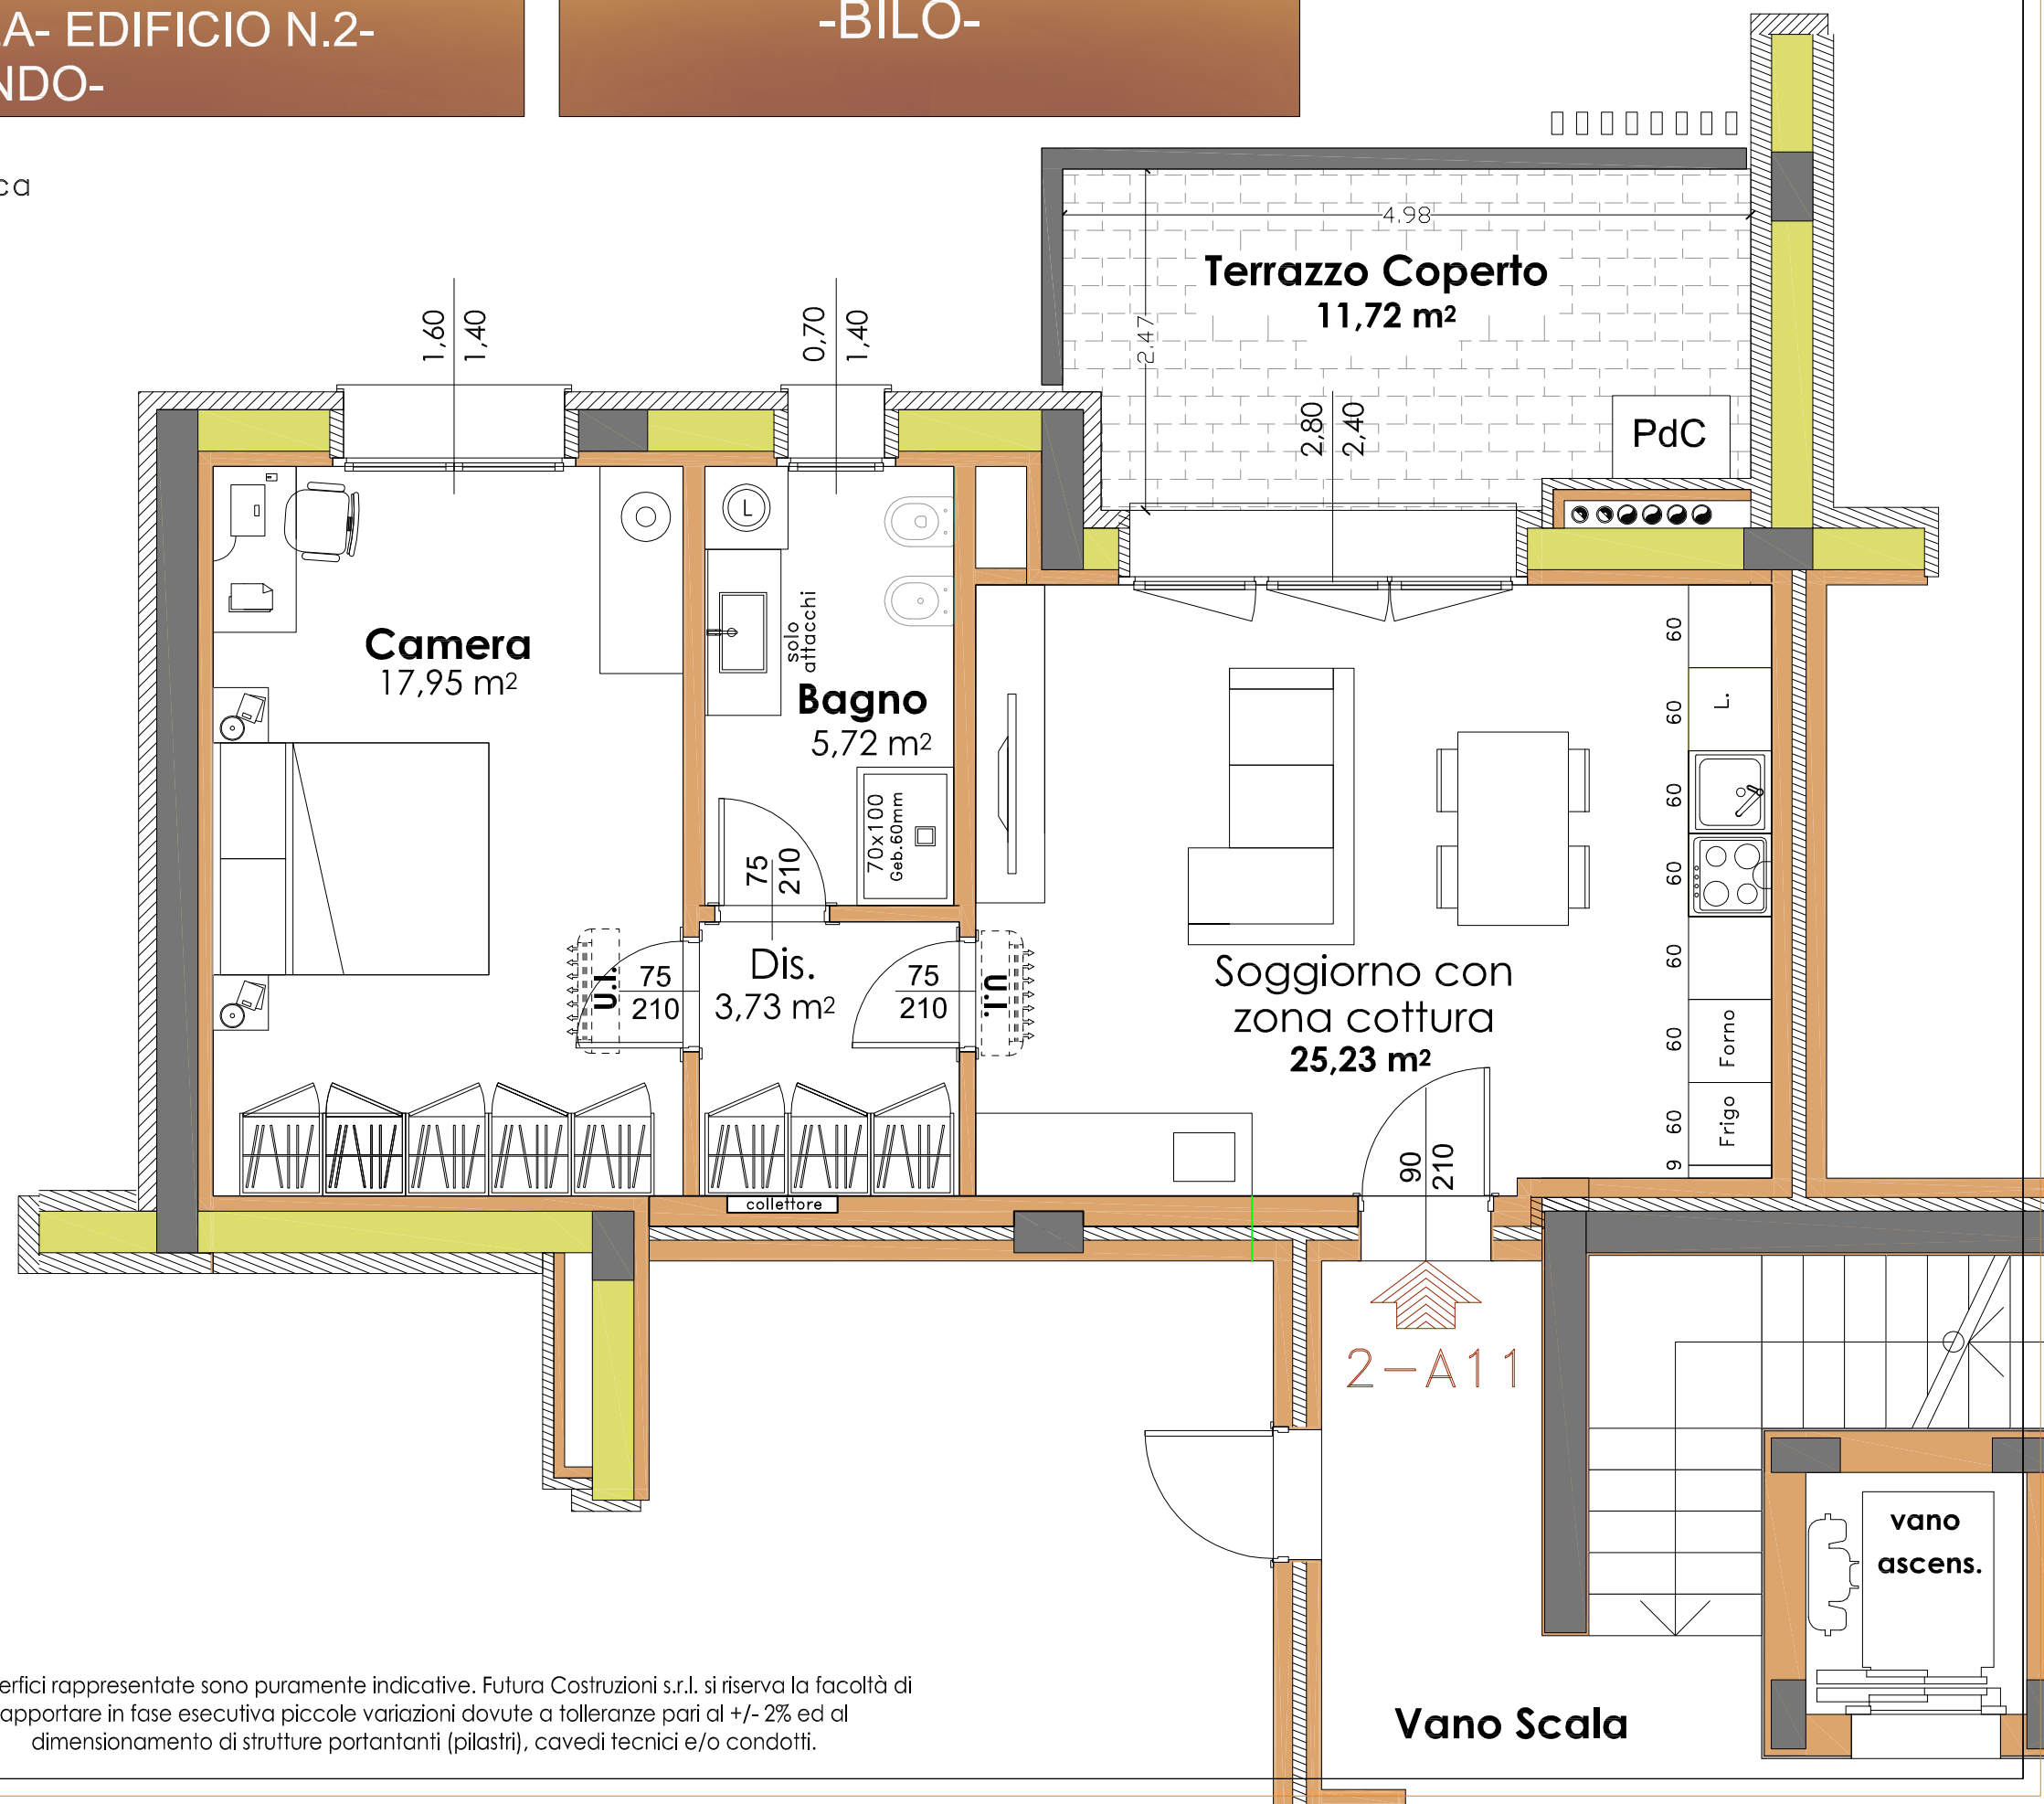 A- EDIFICIO N.2-
NDO-
-BILO-
ca
4.98
Terrazzo Coperto
11,72 m²
2.47
1,60
1,40
0,70
1,40
2,80
2,40
PdC
L
solo
attacchi
Camera
17,95 m²
Bagno
5,72 m²
70x100
Geb.60mm
75
210
60
60
L.
60
60
60
60
Forno
60
Frigo
9
Dis.
3,73 m²
U.I.
75
210
75
210
U.I.
Soggiorno con
zona cottura
25,23 m²
90
210
collettore
2-A11
vano
ascens.
Vano Scala
erfici rappresentate sono puramente indicative. Futura Costruzioni s.r.l. si riserva la facoltà di
apportare in fase esecutiva piccole variazioni dovute a tolleranze pari al +/- 2% ed al
dimensionamento di strutture portantanti (pilastri), cavedi tecnici e/o condotti.